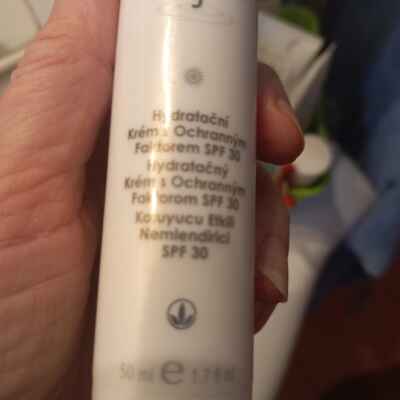 Hydratační
Krém s Ochranným
Faktorem SPF 30
Hydratačný
Krém s Ochranným
Faktorom SPF 30
Koruyucu Etkili
Nemlendirici
SPF 30
50 ml e 1.7 fl oz